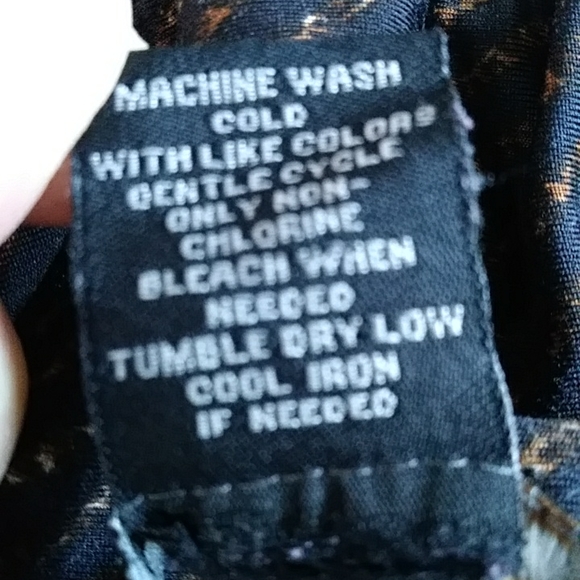 MACHINE WASH
COLD
WITH LIKE COLORS
GENTLE CYCLE
ONLY NON-
CHLORINE
BLEACH WHEN
NEEDED
TUMBLE DRY LOW
COOL IRON
IF NEEDED